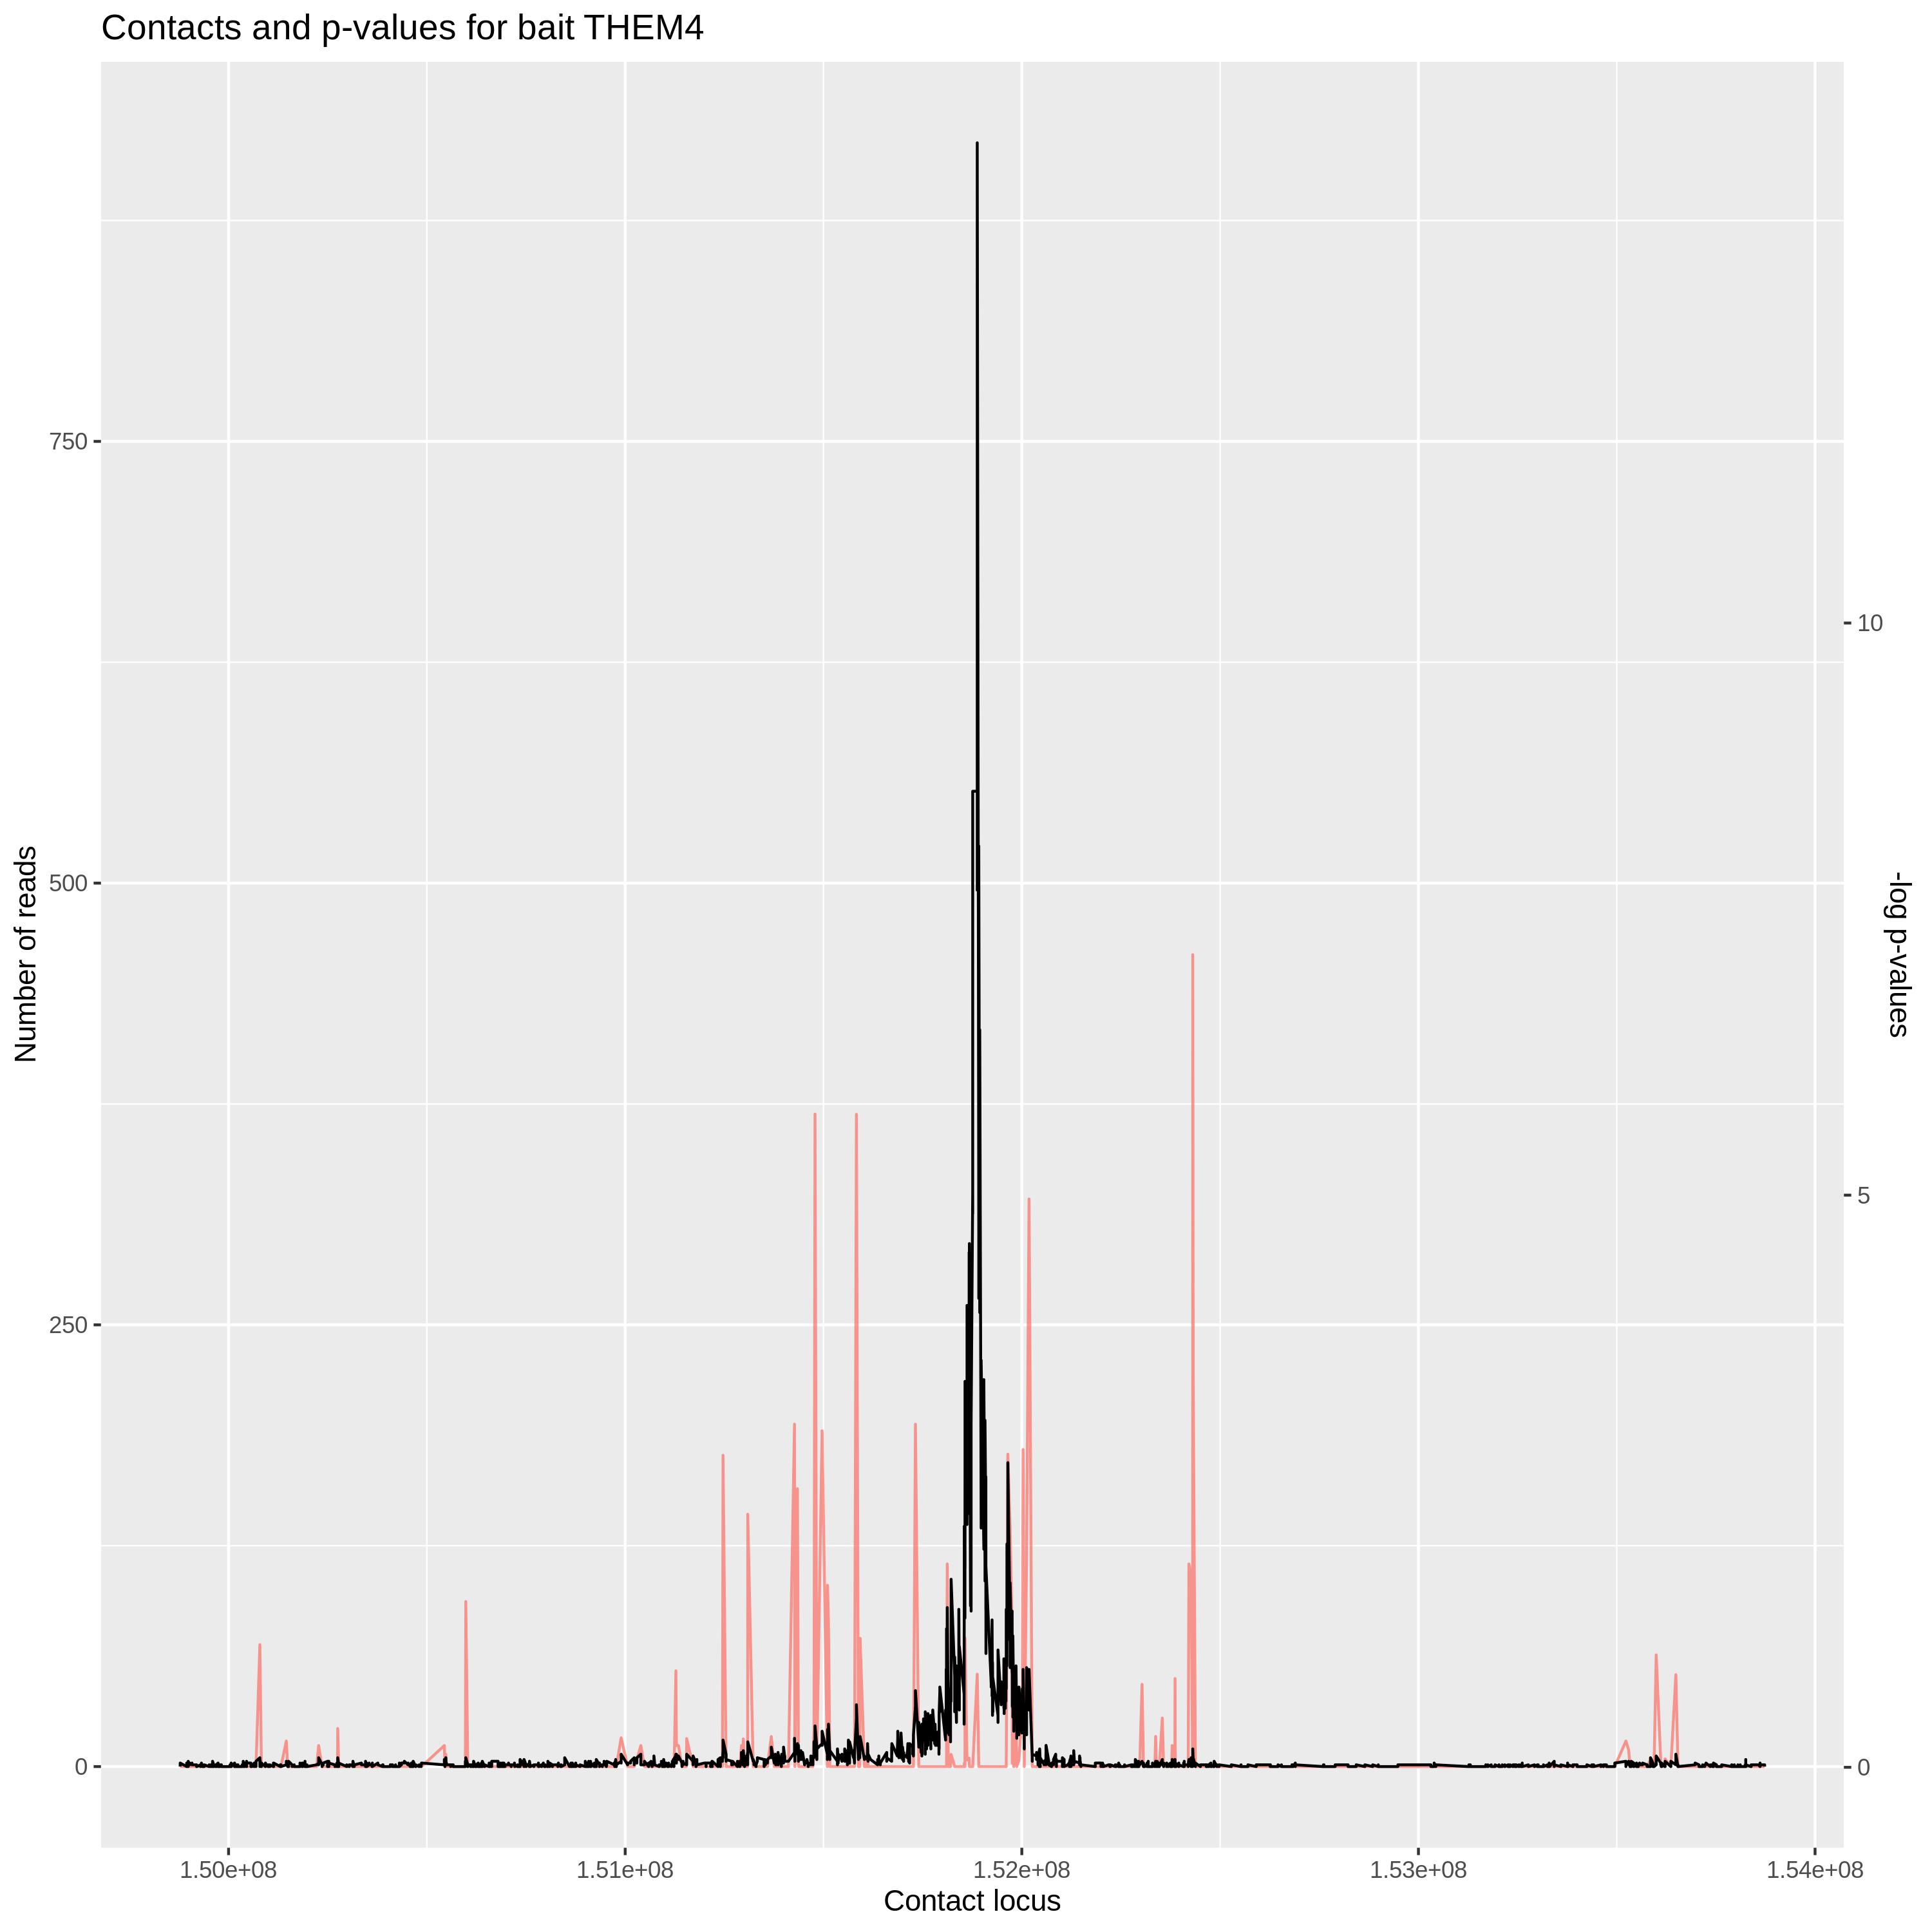 Contacts and p-values for bait THEM4
Number of reads
750
500
250
0
10
5
0
-log p-values
1.50e+08
1.51e+08
1.52e+08
1.53e+08
1.54e+08
Contact locus